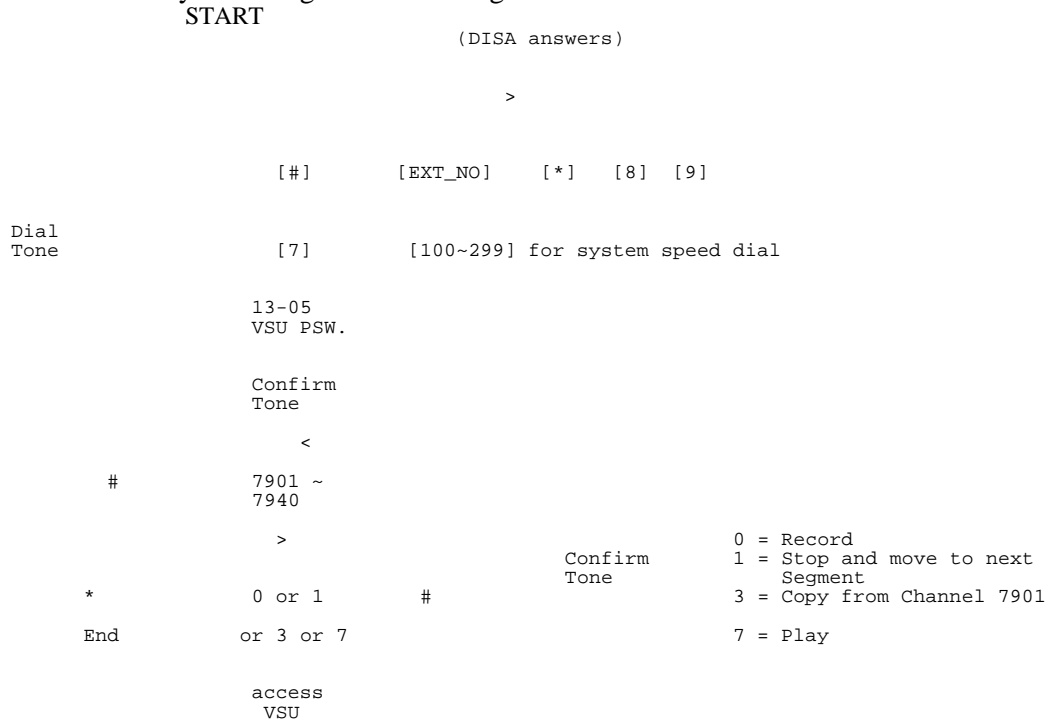 START
(DISA answers)
>
[#] [EXT_NO] [*] [8] [9]
Dial
Tone [7] [100~299] for system speed dial
13-05
VSU PSW.
Confirm
Tone
<
# 7901 ~
7940
> 0 = Record
Confirm 1 = Stop and move to next
Tone Segment
* 0 or 1 # 3 = Copy from Channel 7901
End or 3 or 7 7 = Play
access
VSU